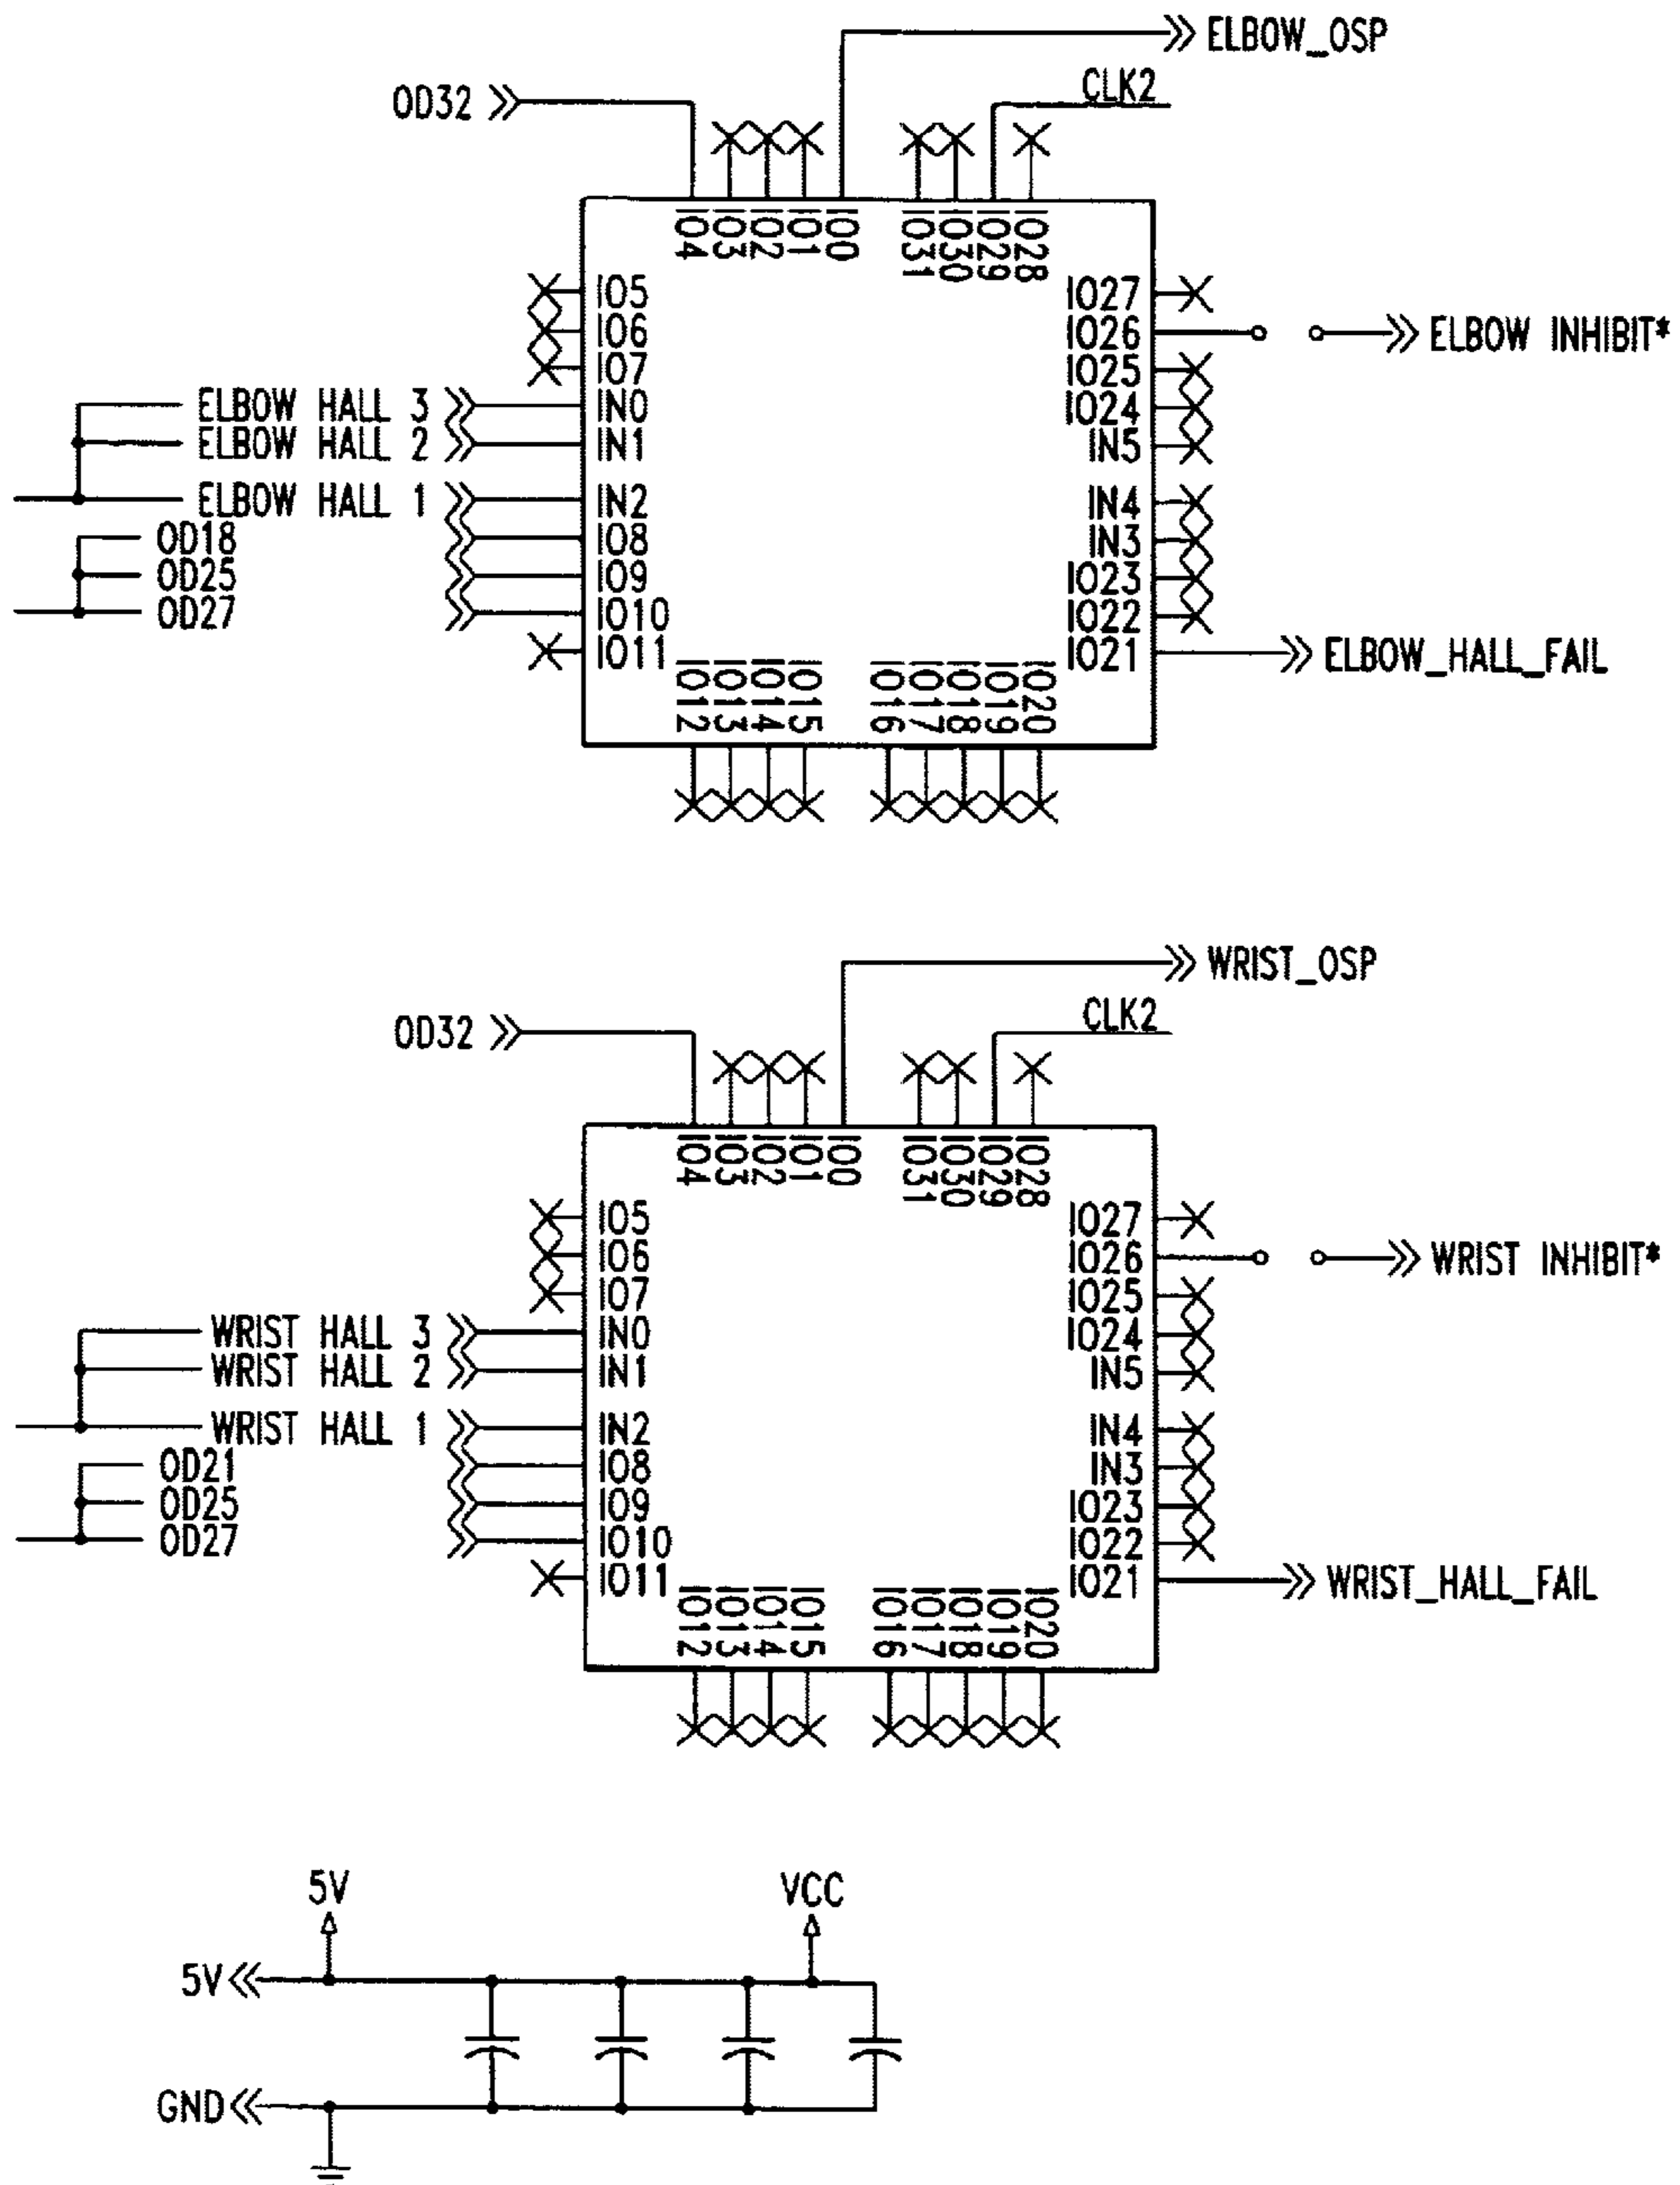 ELBOW_OSP
OD32
CLK2
IO4 IO3 IO2 IO1 IO0 IO31 IO30 IO29 IO28
IO5 IO27
IO6 IO26 ELBOW INHIBIT*
IO7 IO25
ELBOW HALL 3 IN0 IO24
ELBOW HALL 2 IN1 IN5
ELBOW HALL 1 IN2 IN4
OD18 IO8 IN3
OD25 IO9 IO23
OD27 IO10 IO22
IO11 IO21 ELBOW_HALL_FAIL
IO12 IO13 IO14 IO15 IO16 IO17 IO18 IO19 IO20
WRIST_OSP
OD32
CLK2
IO4 IO3 IO2 IO1 IO0 IO31 IO30 IO29 IO28
IO5 IO27
IO6 IO26 WRIST INHIBIT*
IO7 IO25
WRIST HALL 3 IN0 IO24
WRIST HALL 2 IN1 IN5
WRIST HALL 1 IN2 IN4
OD21 IO8 IN3
OD25 IO9 IO23
OD27 IO10 IO22
IO11 IO21 WRIST_HALL_FAIL
IO12 IO13 IO14 IO15 IO16 IO17 IO18 IO19 IO20
5V VCC
5V
GND